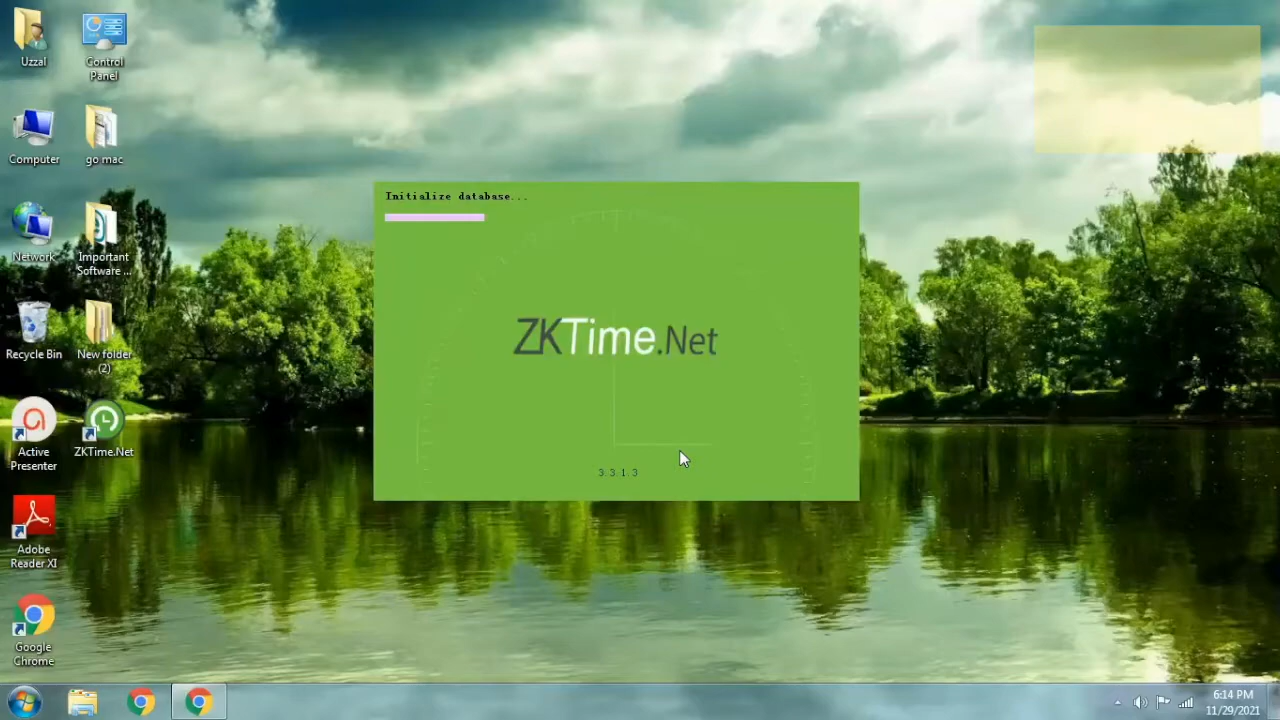 Uzzal
Control
Panel
Computer
go mac
Network
Important
Software ...
Recycle Bin
New folder
(2)
Active
Presenter
ZKTime.Net
Adobe
Reader XI
Google
Chrome
Initialize database...
ZKTime.Net
3.3.1.3
6:14 PM
11/29/2021